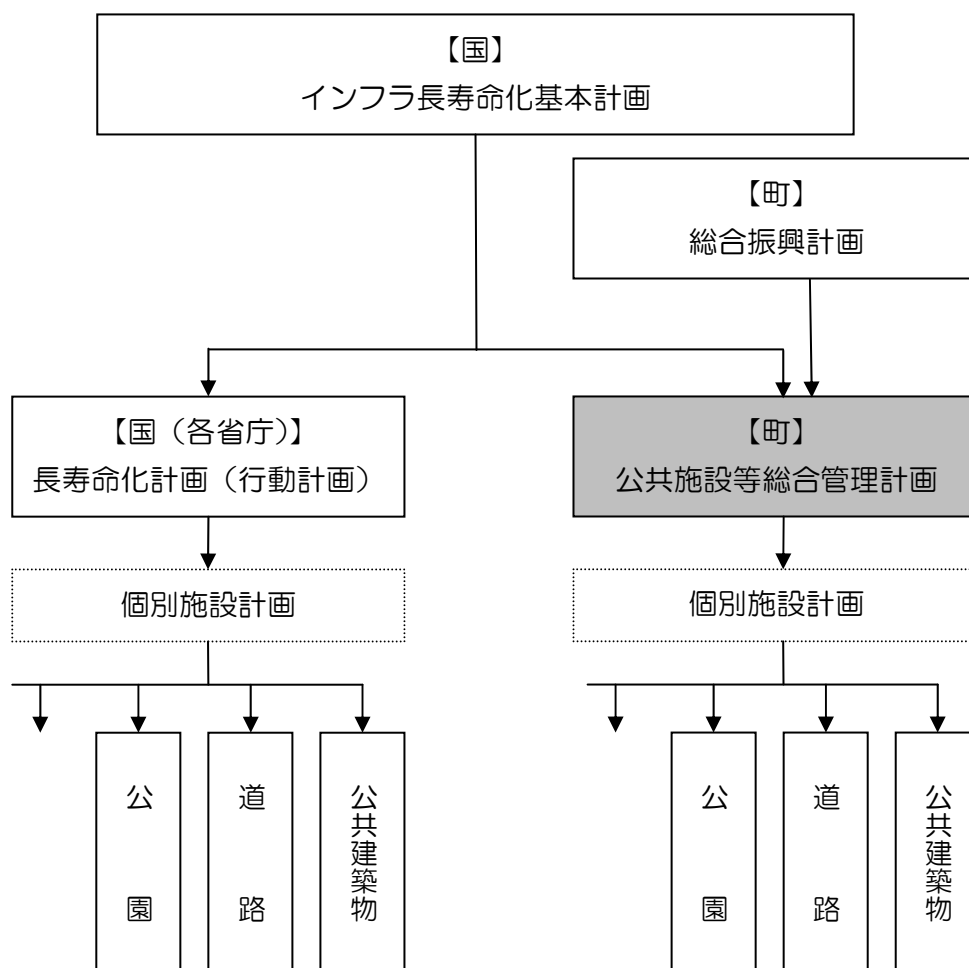 【国】
インフラ長寿命化基本計画
【町】
総合振興計画
【国（各省庁）】
長寿命化計画（行動計画）
【町】
公共施設等総合管理計画
個別施設計画
個別施設計画
公園
道路
公共建築物
公園
道路
公共建築物